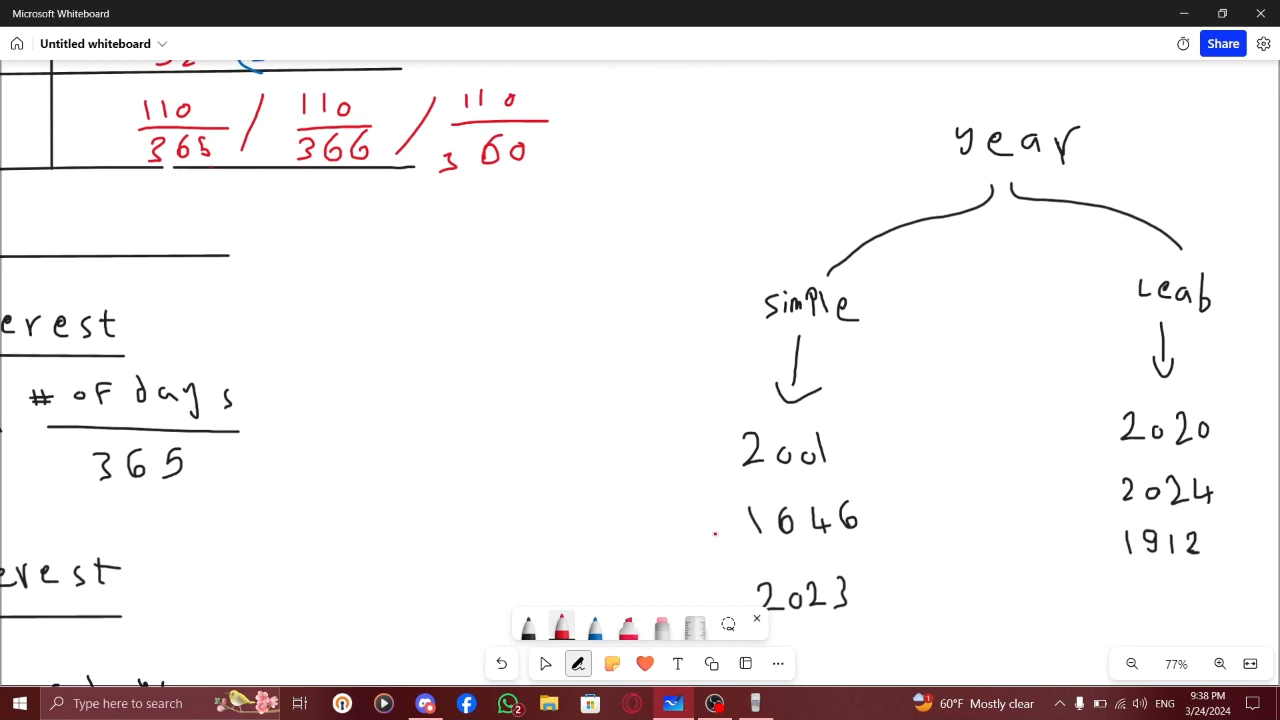 Microsoft Whiteboard
Untitled whiteboard
Share
110/365 / 110/366 / 110/360
year
simple
Leab
erest
# of days
365
2001
1646
2023
2020
2024
1912
erest
77%
Type here to search
2
1
60°F Mostly clear
ENG
9:38 PM
3/24/2024